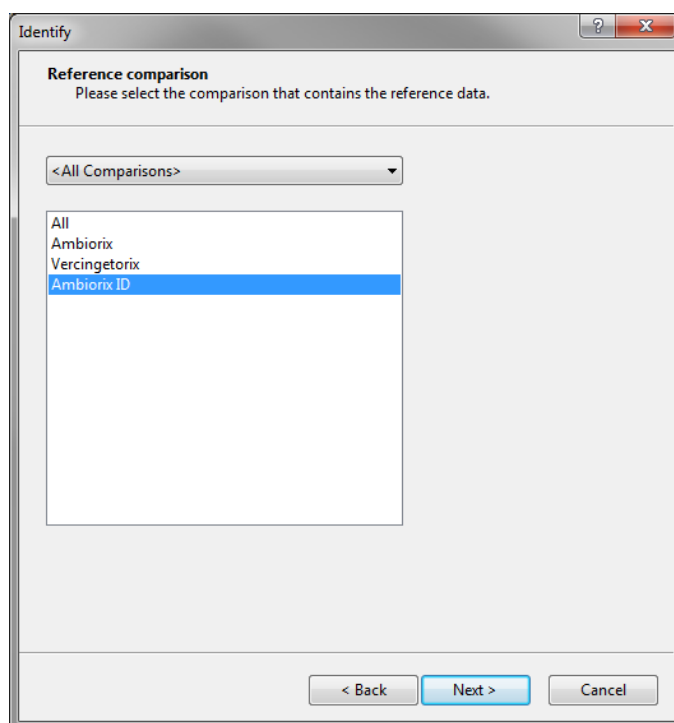 Identify
Reference comparison
Please select the comparison that contains the reference data.
<All Comparisons>
All
Ambiorix
Vercingetorix
Ambiorix ID
< Back
Next >
Cancel